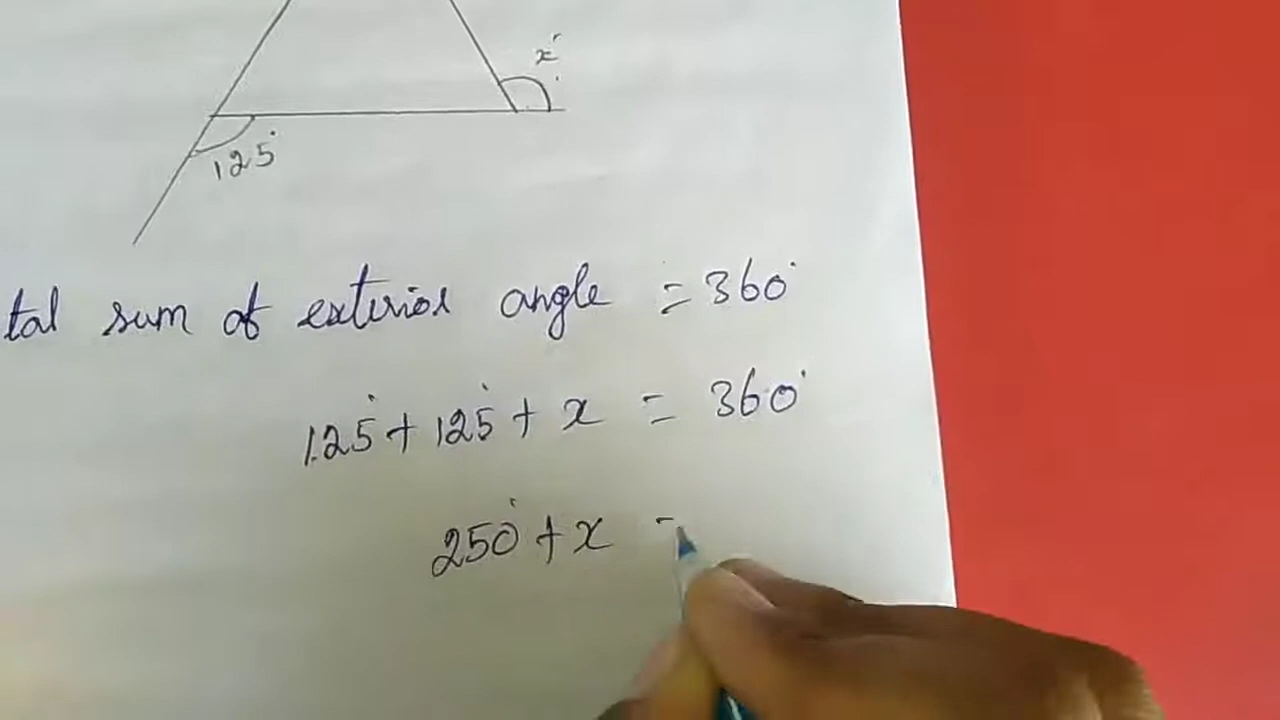 x°
125°
tal sum of exterior angle = 360°
125° + 125° + x = 360°
250° + x =